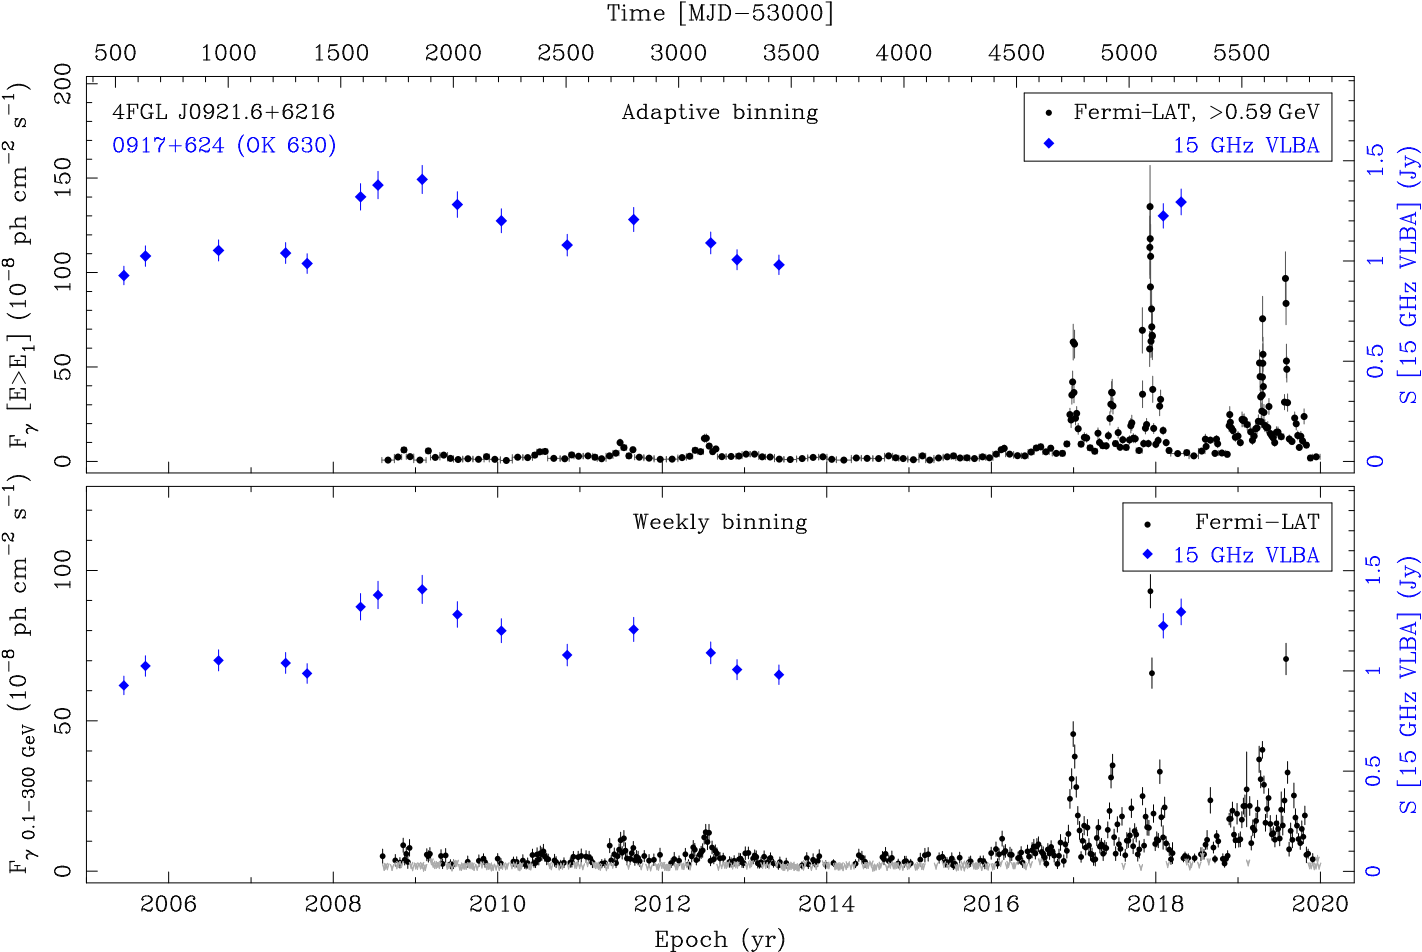 Time [MJD−53000]
500 1000 1500 2000 2500 3000 3500 4000 4500 5000 5500
4FGL J0921.6+6216
0917+624 (OK 630)
Adaptive binning
Fermi−LAT, >0.59 GeV
15 GHz VLBA
F_γ [E>E_1] (10^−8 ph cm^−2 s^−1)
200
150
100
50
0
1.5
1
0.5
0
S [15 GHz VLBA] (Jy)
Weekly binning
Fermi−LAT
15 GHz VLBA
F_γ 0.1−300 GeV (10^−8 ph cm^−2 s^−1)
100
50
0
1.5
1
0.5
0
S [15 GHz VLBA] (Jy)
2006 2008 2010 2012 2014 2016 2018 2020
Epoch (yr)